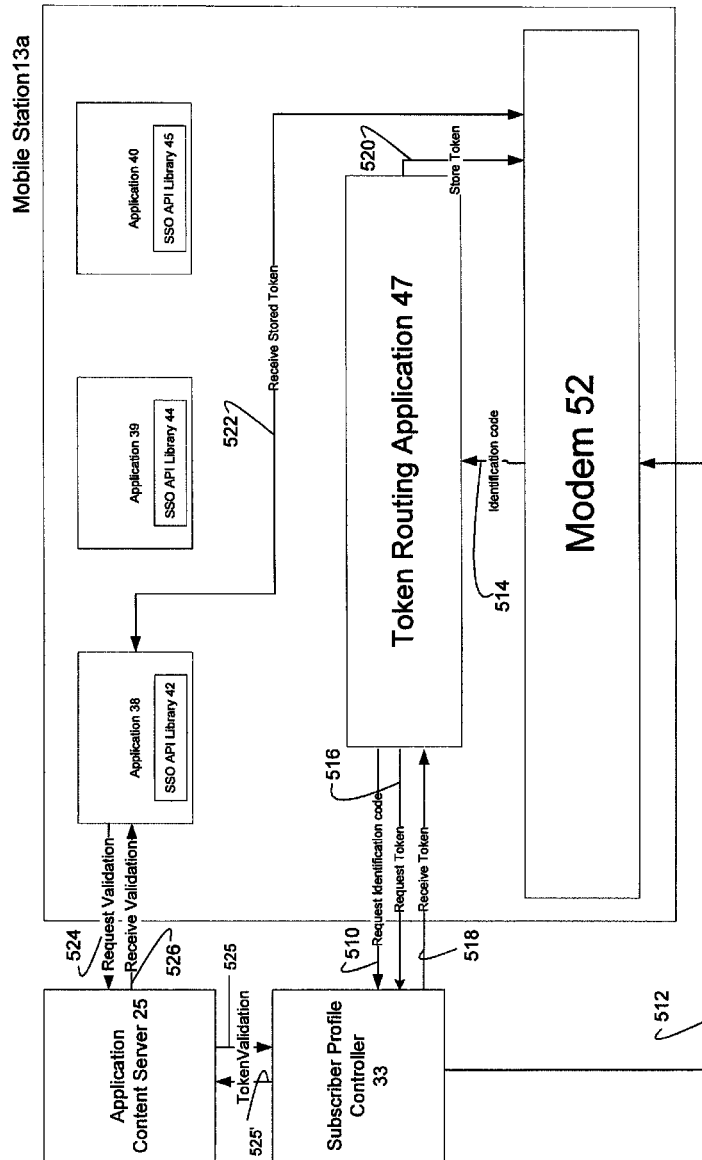 Mobile Station13a
Application 38
SSO API Library 42
Application 39
SSO API Library 44
Application 40
SSO API Library 45
524
Request Validation
Receive Validation
526
522
Receive Stored Token
520
Store Token
Application
Content Server 25
525
TokenValidation
525'
516
Token Routing Application 47
510
Request Identification code
Request Token
Receive Token
518
514
Identification code
Subscriber Profile
Controller
33
Modem 52
512